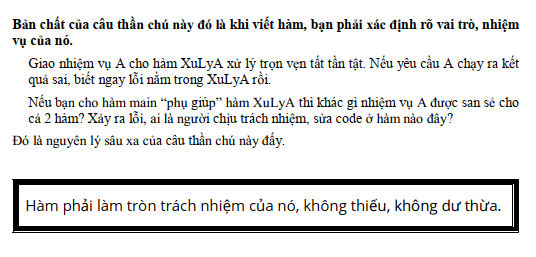 Bản chất của câu thần chú này đó là khi viết hàm, bạn phải xác định rõ vai trò, nhiệm
vụ của nó.
Giao nhiệm vụ A cho hàm XuLyA xử lý trọn vẹn tất tần tật. Nếu yêu cầu A chạy ra kết
quả sai, biết ngay lỗi nằm trong XuLyA rồi.
Nếu bạn cho hàm main “phụ giúp” hàm XuLyA thì khác gì nhiệm vụ A được san sẻ cho
cả 2 hàm? Xảy ra lỗi, ai là người chịu trách nhiệm, sửa code ở hàm nào đây?
Đó là nguyên lý sâu xa của câu thần chú này đấy.
Hàm phải làm tròn trách nhiệm của nó, không thiếu, không dư thừa.